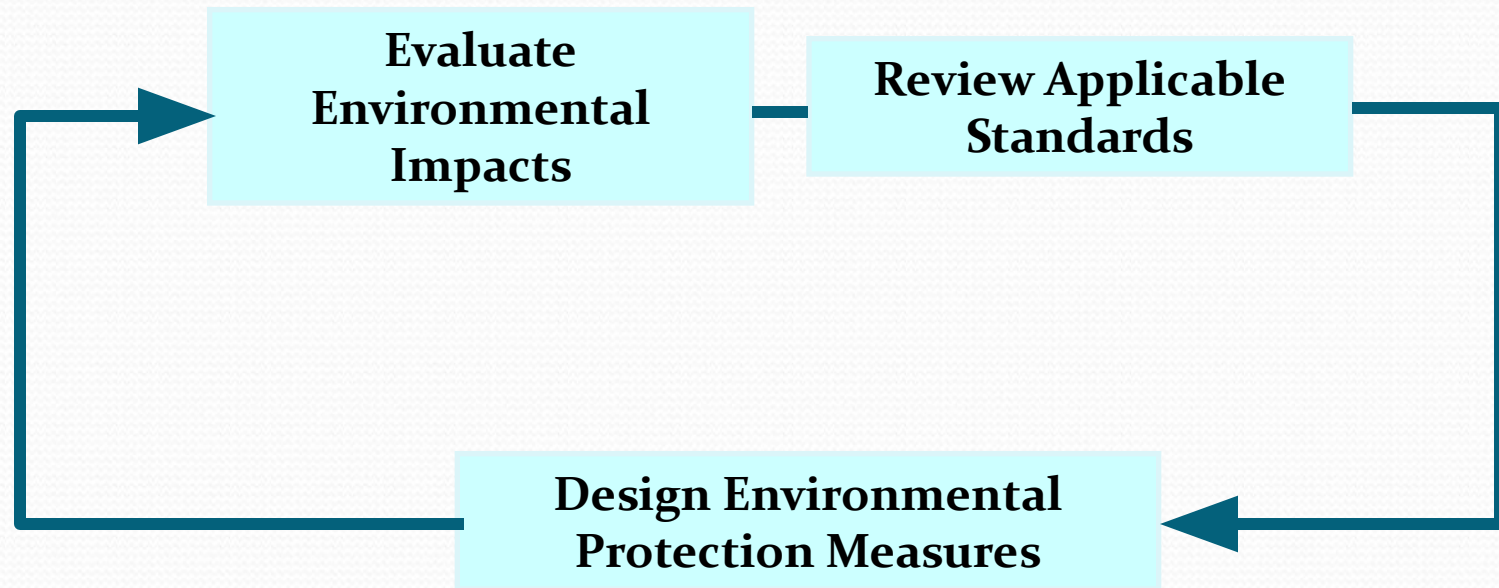 Evaluate
Environmental
Impacts
Review Applicable
Standards
Design Environmental
Protection Measures